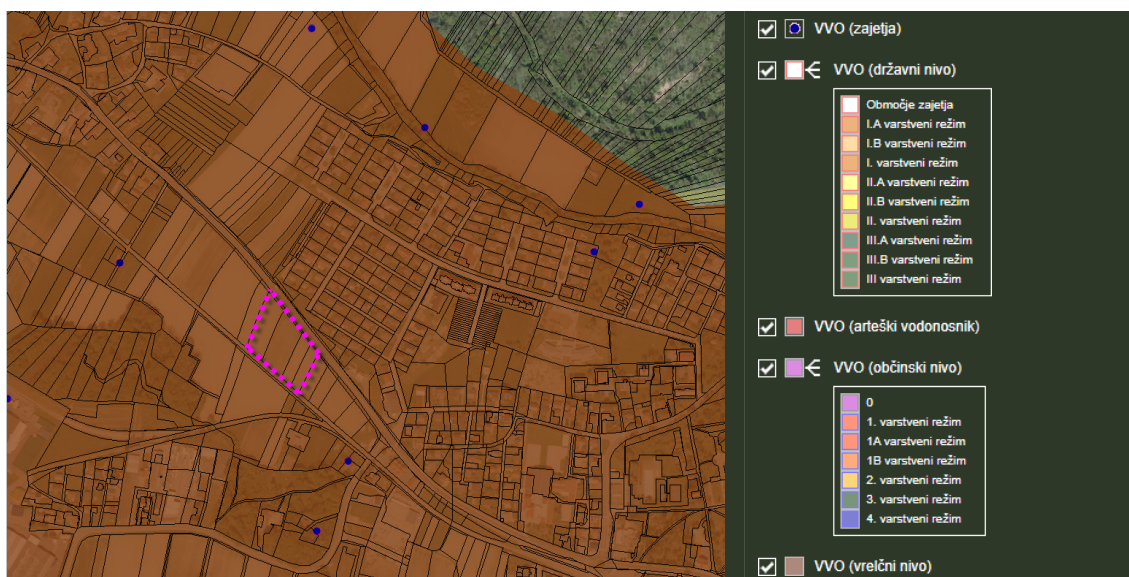 VVO (zajetja)
VVO (državni nivo)
Območje zajetja
I.A varstveni režim
I.B varstveni režim
I. varstveni režim
II.A varstveni režim
II.B varstveni režim
II. varstveni režim
III.A varstveni režim
III.B varstveni režim
III varstveni režim
VVO (arteški vodonosnik)
VVO (občinski nivo)
0
1. varstveni režim
1A varstveni režim
1B varstveni režim
2. varstveni režim
3. varstveni režim
4. varstveni režim
VVO (vrelčni nivo)